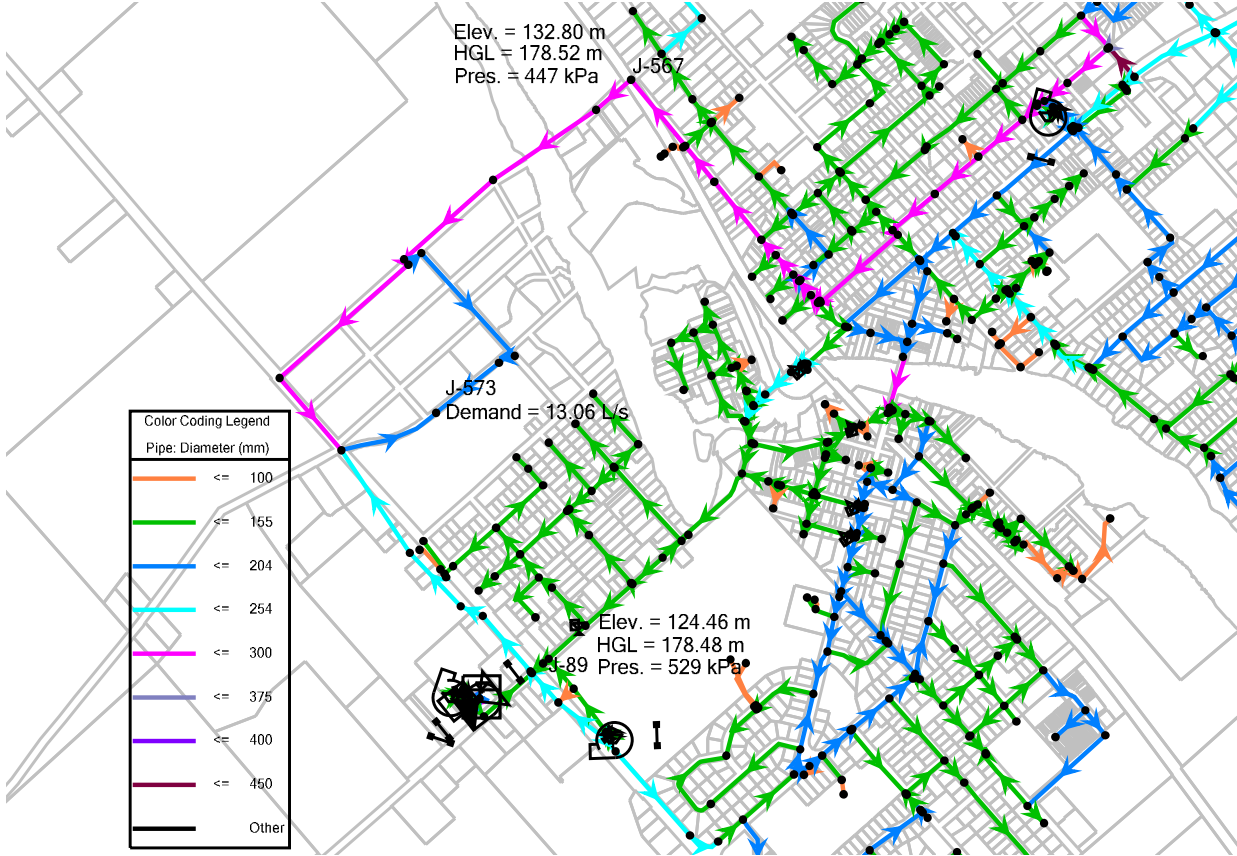 Elev. = 132.80 m
HGL = 178.52 m
Pres. = 447 kPa
J-567
J-573
Demand = 13.06 L/s
Color Coding Legend
Pipe: Diameter (mm)
<= 100
<= 155
<= 204
<= 254
<= 300
<= 375
<= 400
<= 450
Other
Elev. = 124.46 m
HGL = 178.48 m
J-89 Pres. = 529 kPa